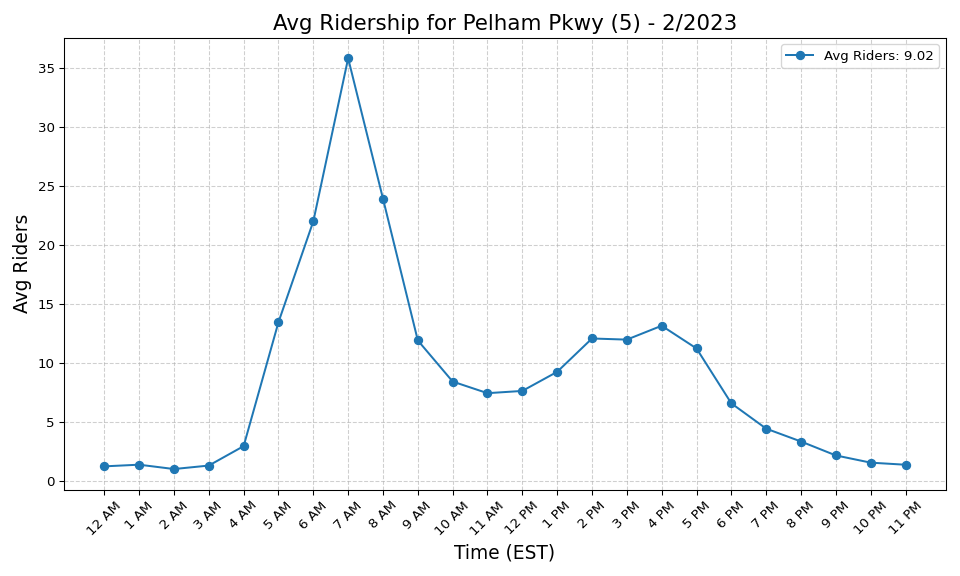 Avg Ridership for Pelham Pkwy (5) - 2/2023
Avg Riders: 9.02
Avg Riders
35
30
25
20
15
10
5
0
12 AM 1 AM 2 AM 3 AM 4 AM 5 AM 6 AM 7 AM 8 AM 9 AM 10 AM 11 AM 12 PM 1 PM 2 PM 3 PM 4 PM 5 PM 6 PM 7 PM 8 PM 9 PM 10 PM 11 PM
Time (EST)